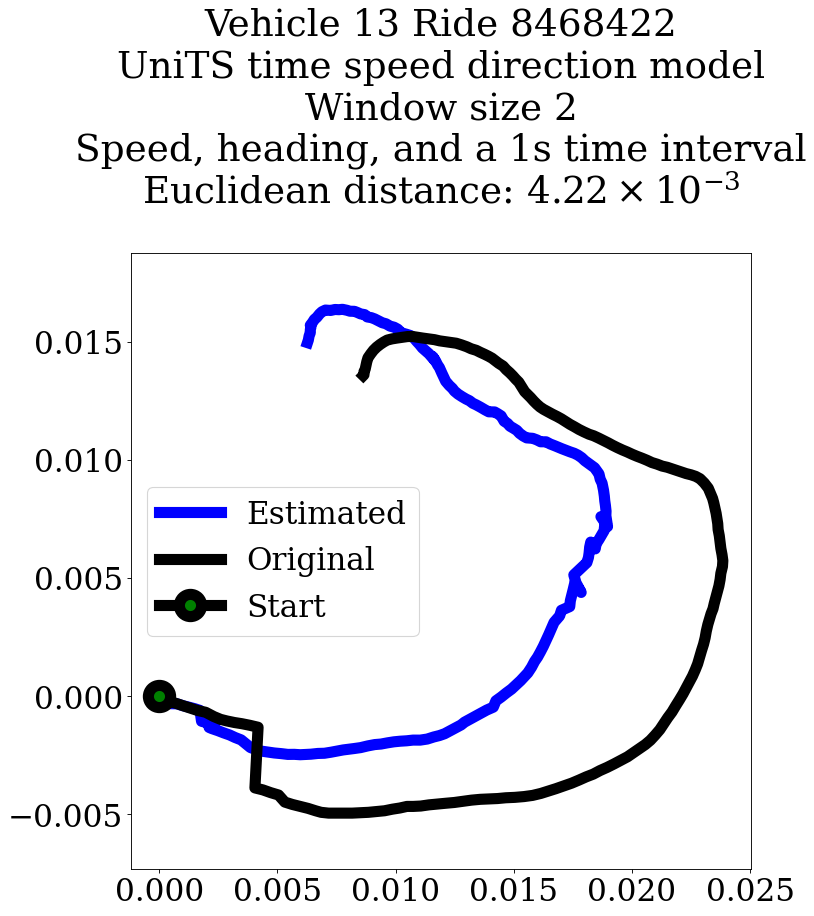 Vehicle 13 Ride 8468422
UniTS time speed direction model
Window size 2
Speed, heading, and a 1s time interval
Euclidean distance: 4.22 × 10⁻³
0.015
0.010
0.005
0.000
−0.005
Estimated
Original
Start
0.000 0.005 0.010 0.015 0.020 0.025